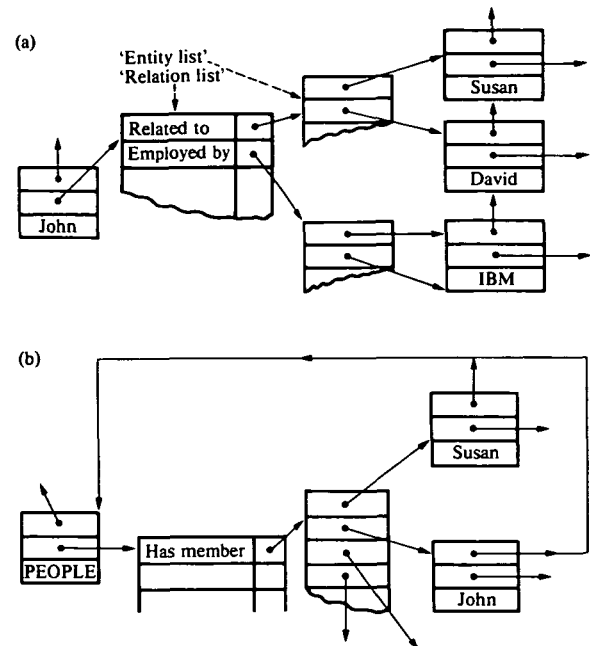 (a)
'Entity list'
'Relation list'
Related to
Employed by
John
Susan
David
IBM
(b)
Susan
PEOPLE
Has member
John